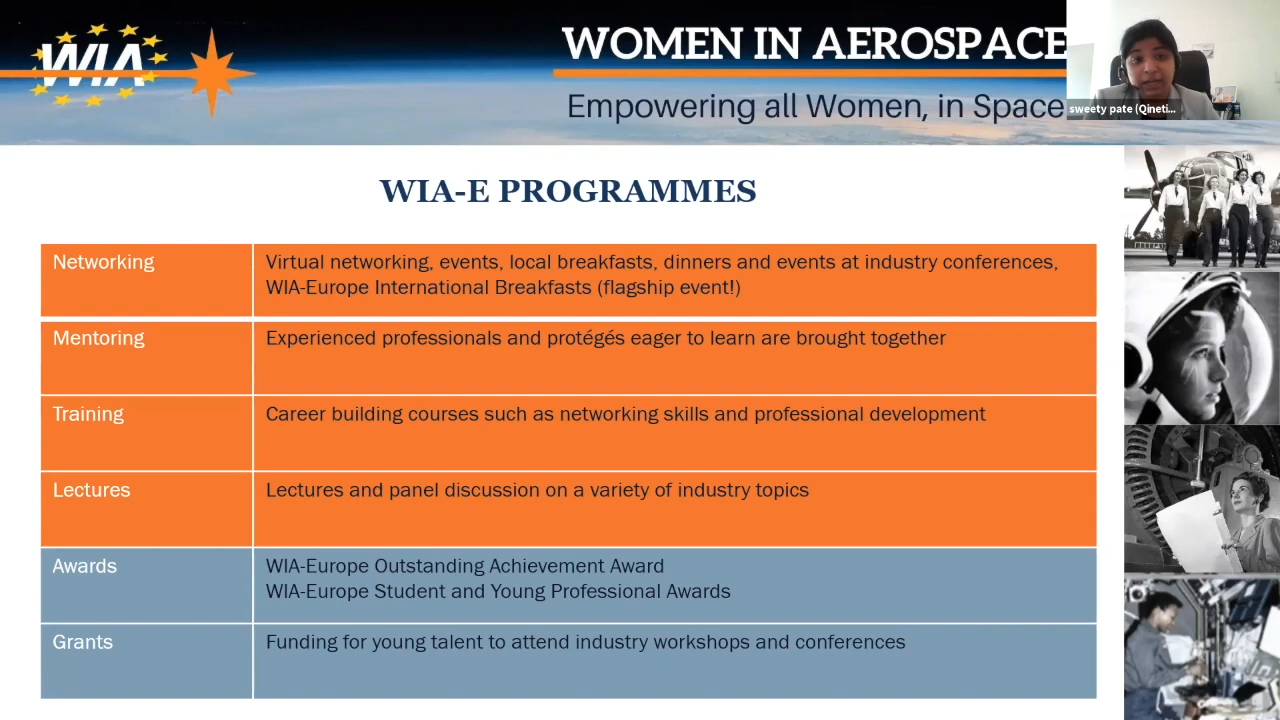 WIA
WOMEN IN AEROSPACE
Empowering all Women, in Space
sweety pate (Qineti...
WIA-E PROGRAMMES
Networking
Virtual networking, events, local breakfasts, dinners and events at industry conferences,
WIA-Europe International Breakfasts (flagship event!)
Mentoring
Experienced professionals and protégés eager to learn are brought together
Training
Career building courses such as networking skills and professional development
Lectures
Lectures and panel discussion on a variety of industry topics
Awards
WIA-Europe Outstanding Achievement Award
WIA-Europe Student and Young Professional Awards
Grants
Funding for young talent to attend industry workshops and conferences